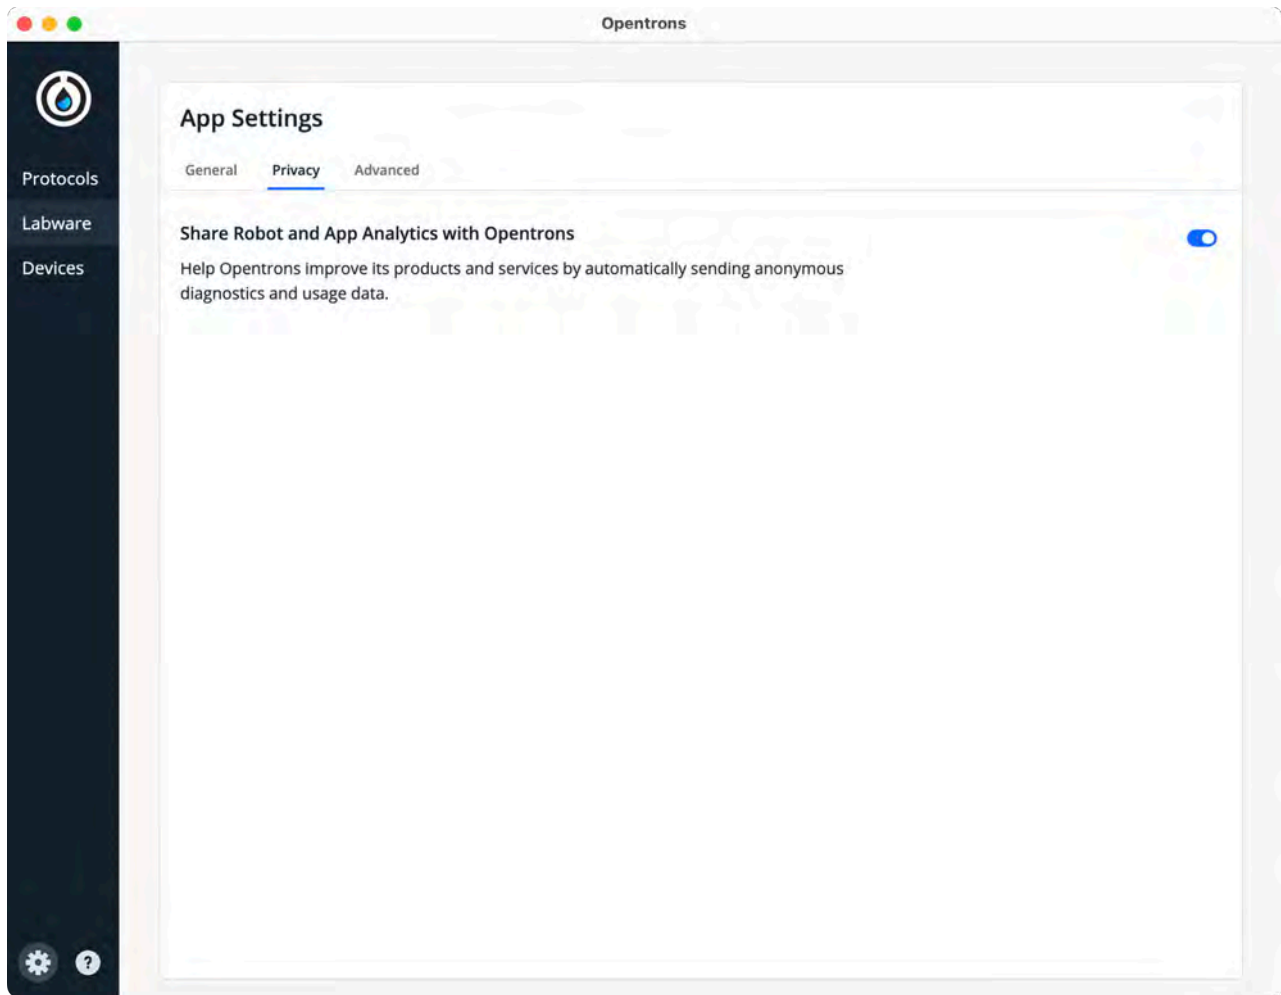 Opentrons
App Settings
Protocols
General Privacy Advanced
Labware
Share Robot and App Analytics with Opentrons
Devices
Help Opentrons improve its products and services by automatically sending anonymous
diagnostics and usage data.
?